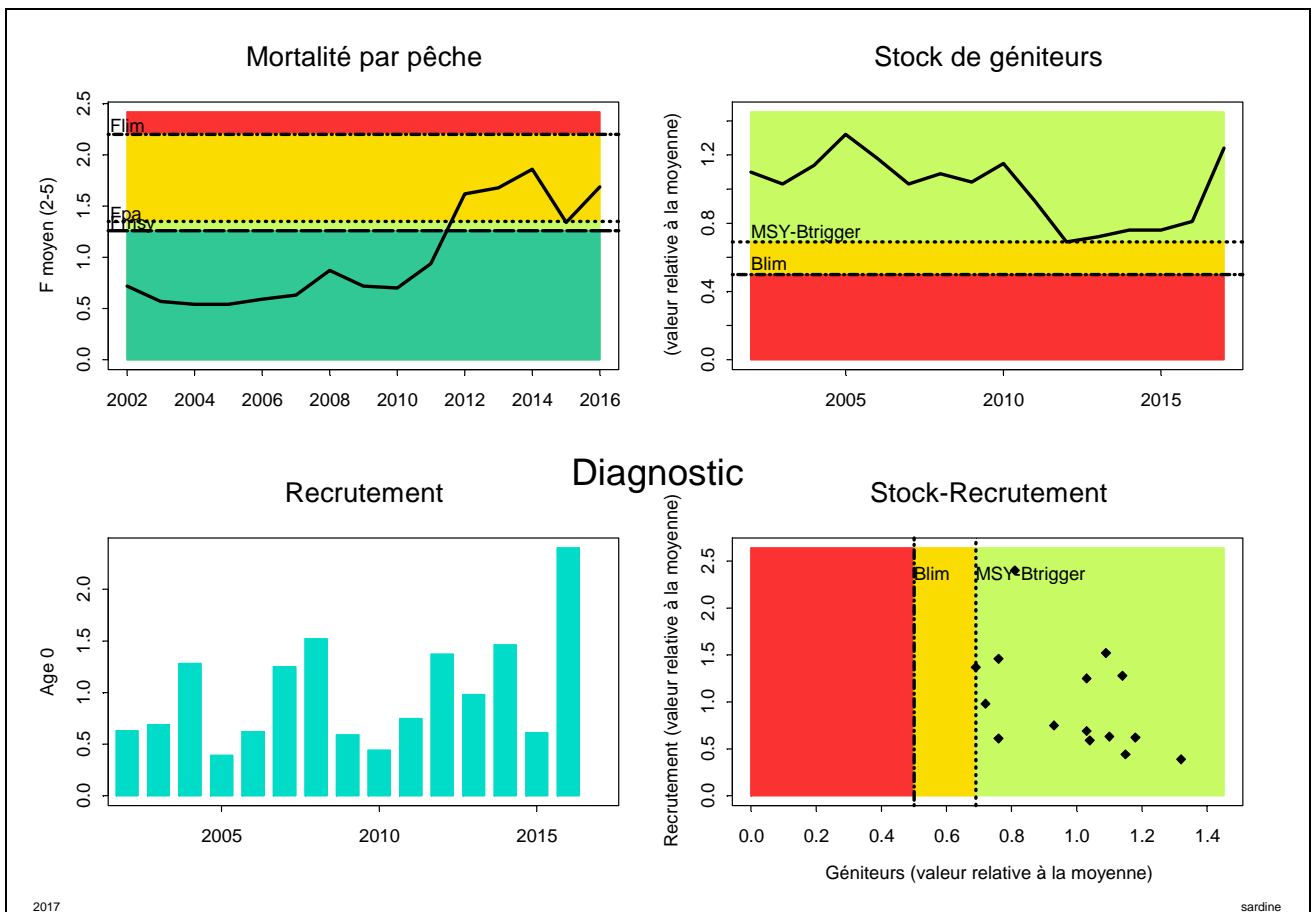 Mortalité par pêche
F moyen (2-5)
2.5
2.0
1.5
1.0
0.5
0.0
Flim
Fpa
Fmsy
2002 2004 2006 2008 2010 2012 2014 2016
Stock de géniteurs
(valeur relative à la moyenne)
1.2
0.8
0.4
0.0
MSY-Btrigger
Blim
2005 2010 2015
Diagnostic
Recrutement
Age 0
2.0
1.5
1.0
0.5
0.0
2005 2010 2015
Stock-Recrutement
Recrutement (valeur relative à la moyenne)
2.5
2.0
1.5
1.0
0.5
0.0
Blim MSY-Btrigger
0.0 0.2 0.4 0.6 0.8 1.0 1.2 1.4
Géniteurs (valeur relative à la moyenne)
2017
sardine